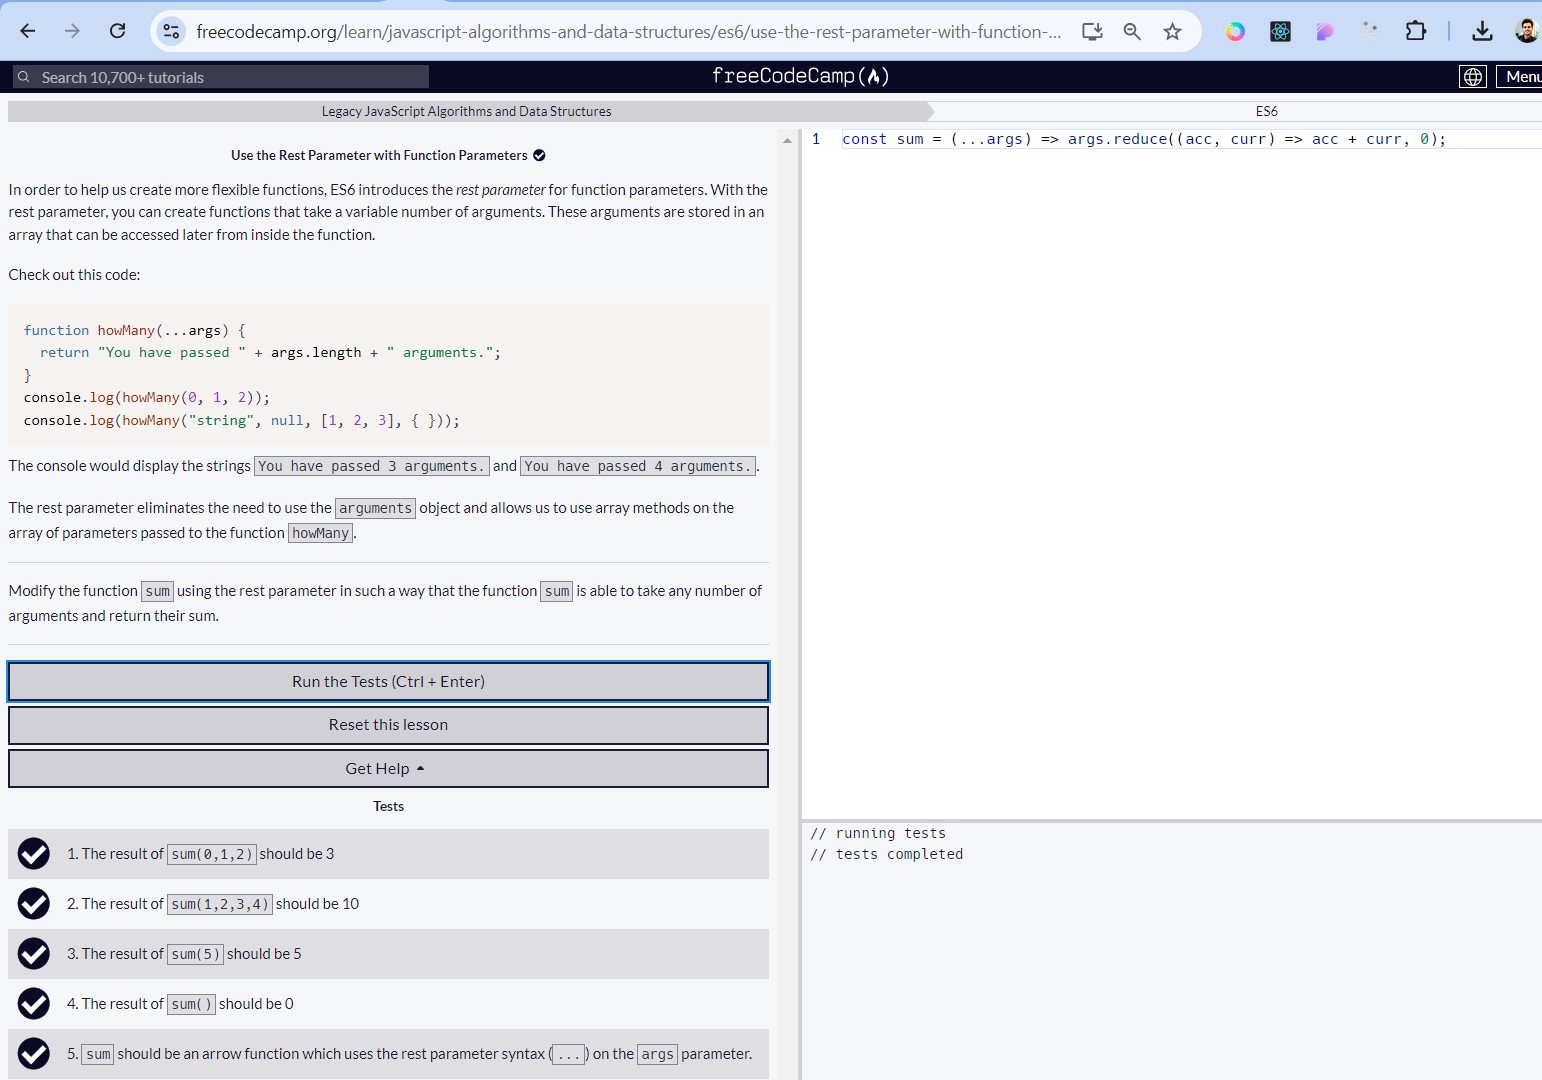 freecodecamp.org/learn/javascript-algorithms-and-data-structures/es6/use-the-rest-parameter-with-function-...
Search 10,700+ tutorials
freeCodeCamp
Menu
Legacy JavaScript Algorithms and Data Structures
ES6
Use the Rest Parameter with Function Parameters
In order to help us create more flexible functions, ES6 introduces the rest parameter for function parameters. With the
rest parameter, you can create functions that take a variable number of arguments. These arguments are stored in an
array that can be accessed later from inside the function.
Check out this code:
function howMany(...args) {
return "You have passed " + args.length + " arguments.";
}
console.log(howMany(0, 1, 2));
console.log(howMany("string", null, [1, 2, 3], { }));
The console would display the strings You have passed 3 arguments. and You have passed 4 arguments..
The rest parameter eliminates the need to use the arguments object and allows us to use array methods on the
array of parameters passed to the function howMany.
Modify the function sum using the rest parameter in such a way that the function sum is able to take any number of
arguments and return their sum.
Run the Tests (Ctrl + Enter)
Reset this lesson
Get Help
Tests
1. The result of sum(0,1,2) should be 3
2. The result of sum(1,2,3,4) should be 10
3. The result of sum(5) should be 5
4. The result of sum() should be 0
5. sum should be an arrow function which uses the rest parameter syntax (...) on the args parameter.
1 const sum = (...args) => args.reduce((acc, curr) => acc + curr, 0);
// running tests
// tests completed